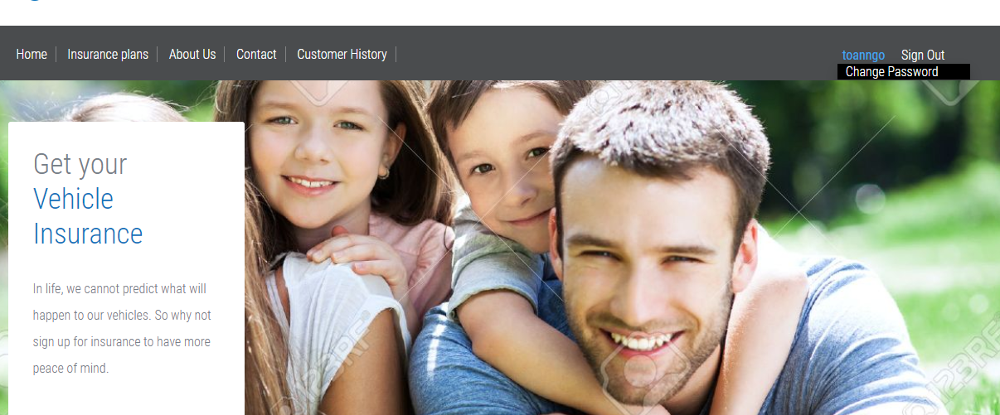 Home
Insurance plans
About Us
Contact
Customer History
toanngo
Sign Out
Change Password
Get your
Vehicle
Insurance
In life, we cannot predict what will
happen to our vehicles. So why not
sign up for insurance to have more
peace of mind.
123RF